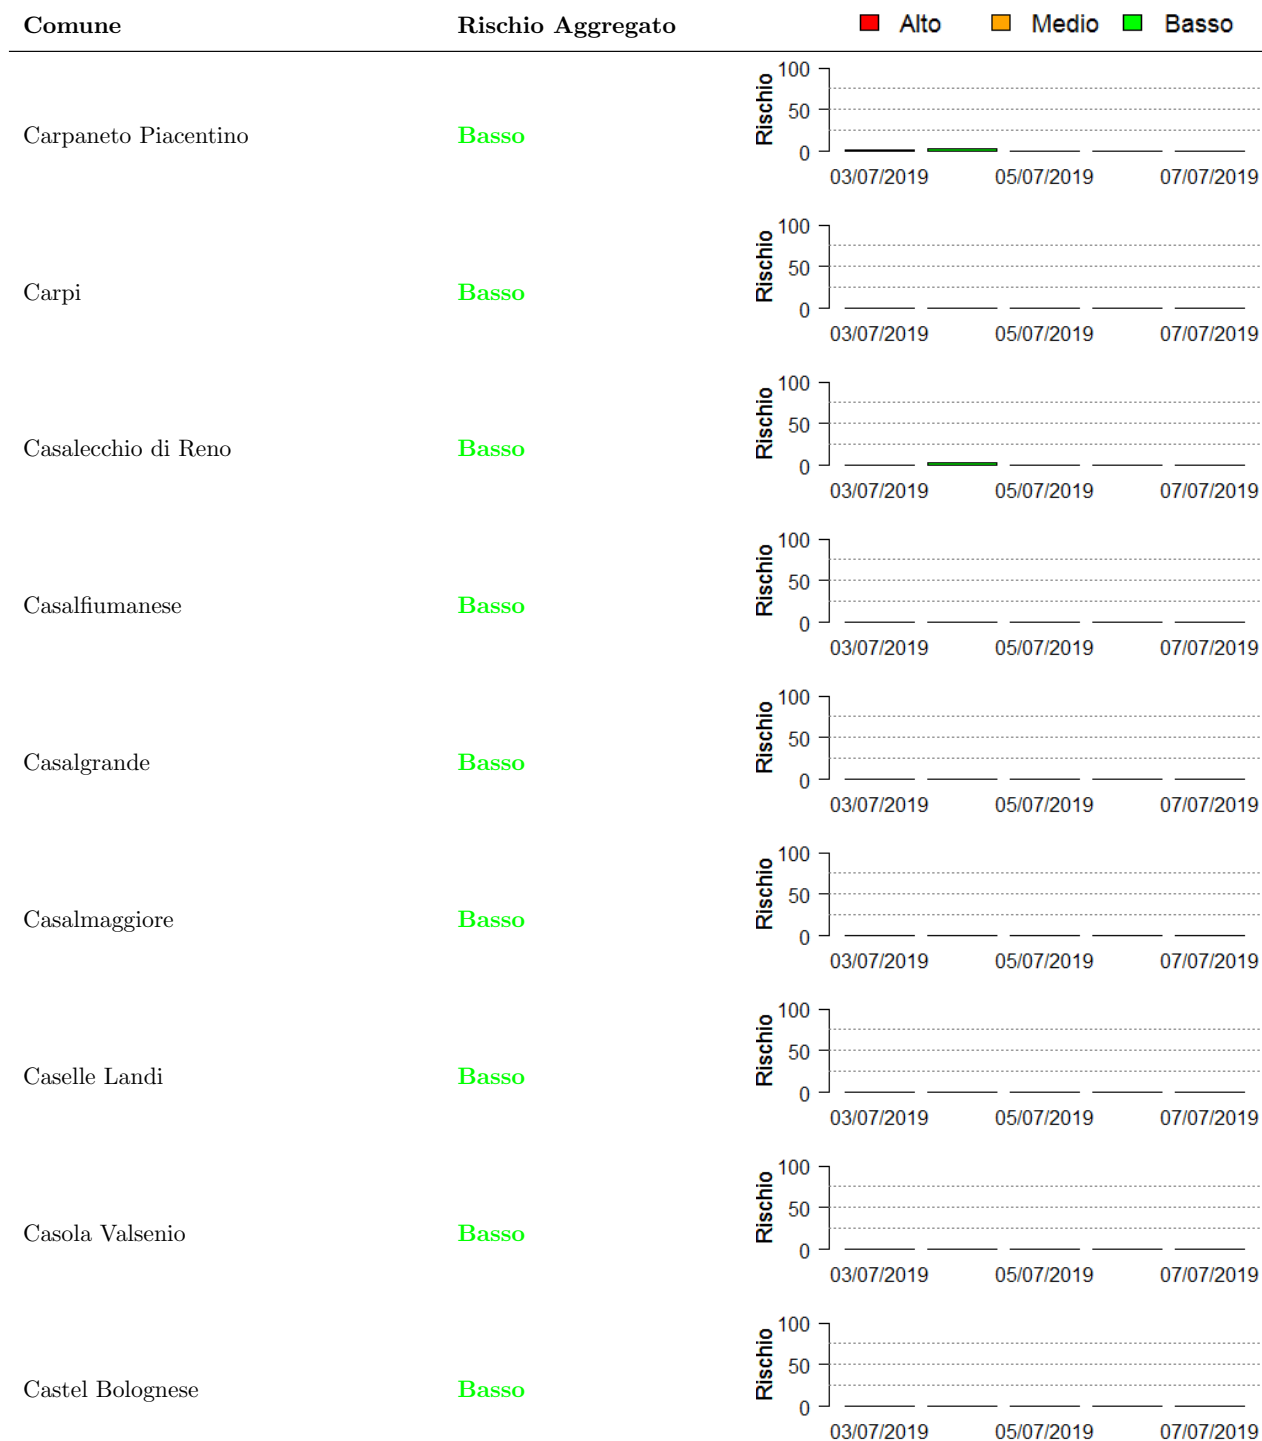 Comune Rischio Aggregato Alto Medio Basso
100
50
0
Rischio
Carpaneto Piacentino Basso
03/07/2019 05/07/2019 07/07/2019
100
50
0
Rischio
Carpi Basso
03/07/2019 05/07/2019 07/07/2019
100
50
0
Rischio
Casalecchio di Reno Basso
03/07/2019 05/07/2019 07/07/2019
100
50
0
Rischio
Casalfiumanese Basso
03/07/2019 05/07/2019 07/07/2019
100
50
0
Rischio
Casalgrande Basso
03/07/2019 05/07/2019 07/07/2019
100
50
0
Rischio
Casalmaggiore Basso
03/07/2019 05/07/2019 07/07/2019
100
50
0
Rischio
Caselle Landi Basso
03/07/2019 05/07/2019 07/07/2019
100
50
0
Rischio
Casola Valsenio Basso
03/07/2019 05/07/2019 07/07/2019
100
50
0
Rischio
Castel Bolognese Basso
03/07/2019 05/07/2019 07/07/2019